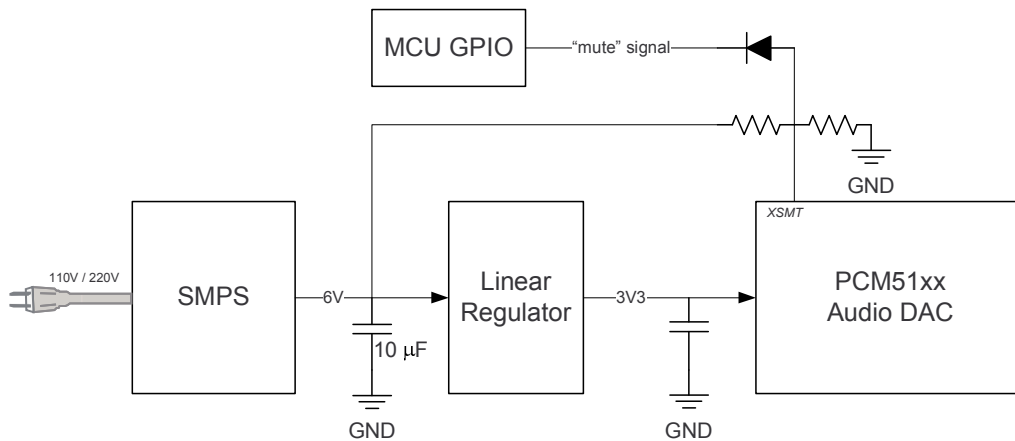 MCU GPIO
“mute” signal
GND
XSMT
110V / 220V
SMPS
6V
Linear
Regulator
3V3
PCM51xx
Audio DAC
10 μF
GND
GND